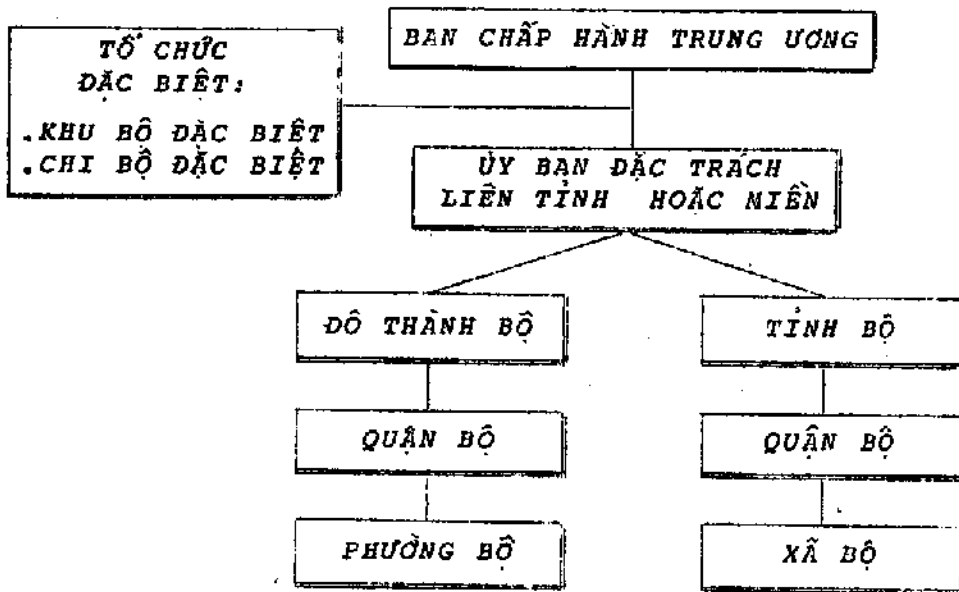 BAN CHẤP HÀNH TRUNG ƯƠNG
TỔ CHỨC
ĐẶC BIỆT:
.KHU BỘ ĐẶC BIỆT
.CHI BỘ ĐẶC BIỆT
ỦY BAN ĐẶC TRÁCH
LIÊN TỈNH HOẶC MIỀN
ĐÔ THÀNH BỘ
TỈNH BỘ
QUẬN BỘ
QUẬN BỘ
PHƯỜNG BỘ
XÃ BỘ